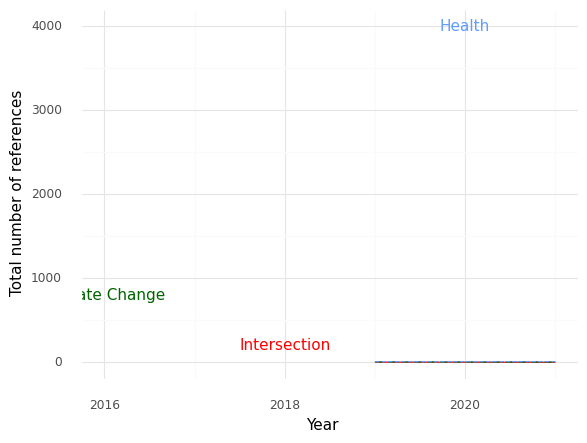 4000
Health
3000
2000
1000
ate Change
Intersection
0
2016
2018
2020
Year
Total number of references